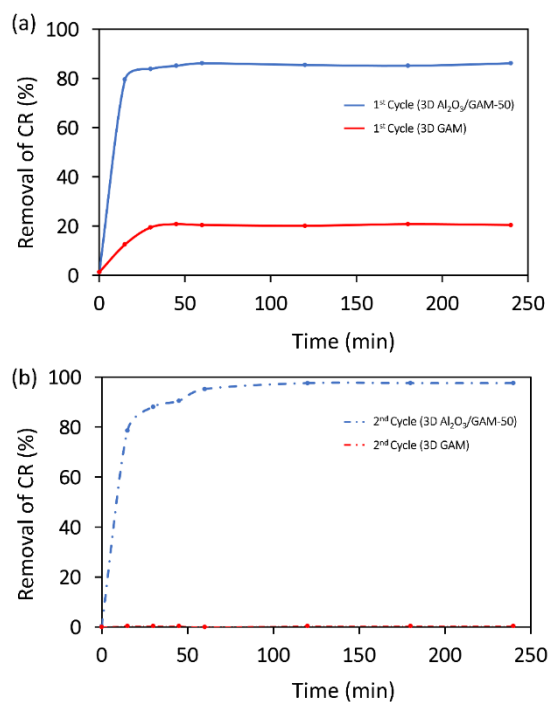 (a)
Removal of CR (%)
100
80
60
40
20
0
1st Cycle (3D Al2O3/GAM-50)
1st Cycle (3D GAM)
0 50 100 150 200 250
Time (min)
(b)
Removal of CR (%)
100
80
60
40
20
0
2nd Cycle (3D Al2O3/GAM-50)
2nd Cycle (3D GAM)
0 50 100 150 200 250
Time (min)